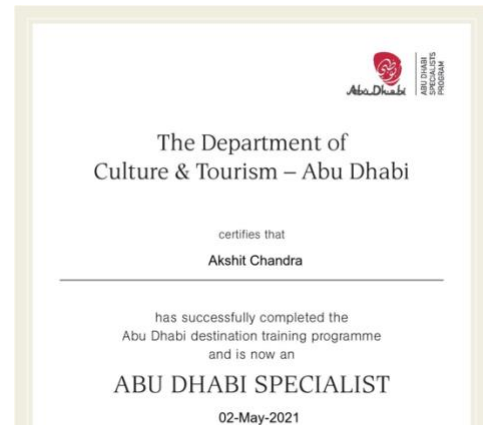 Abu Dhabi
ABU DHABI
SPECIALISTS
PROGRAM
The Department of
Culture & Tourism – Abu Dhabi
certifies that
Akshit Chandra
has successfully completed the
Abu Dhabi destination training programme
and is now an
ABU DHABI SPECIALIST
02-May-2021